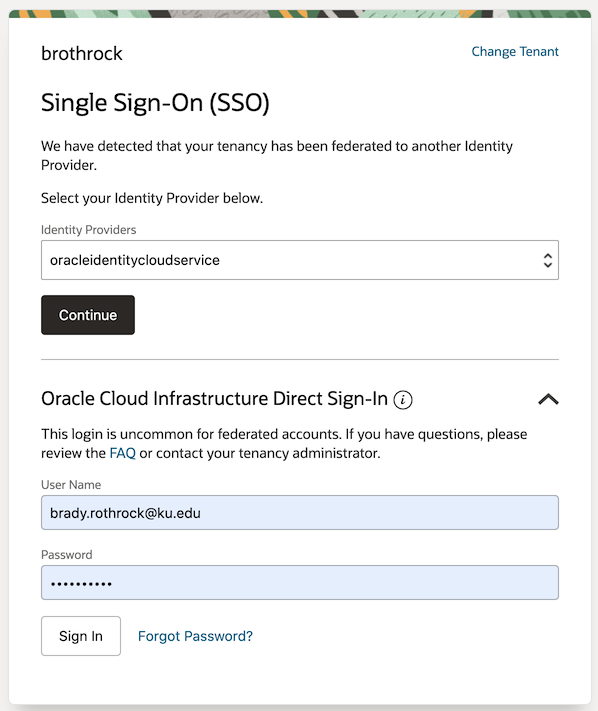 brothrock
Change Tenant
Single Sign-On (SSO)
We have detected that your tenancy has been federated to another Identity
Provider.
Select your Identity Provider below.
Identity Providers
oracleidentitycloudservice
Continue
Oracle Cloud Infrastructure Direct Sign-In i
This login is uncommon for federated accounts. If you have questions, please
review the FAQ or contact your tenancy administrator.
User Name
brady.rothrock@ku.edu
Password
••••••••••
Sign In
Forgot Password?